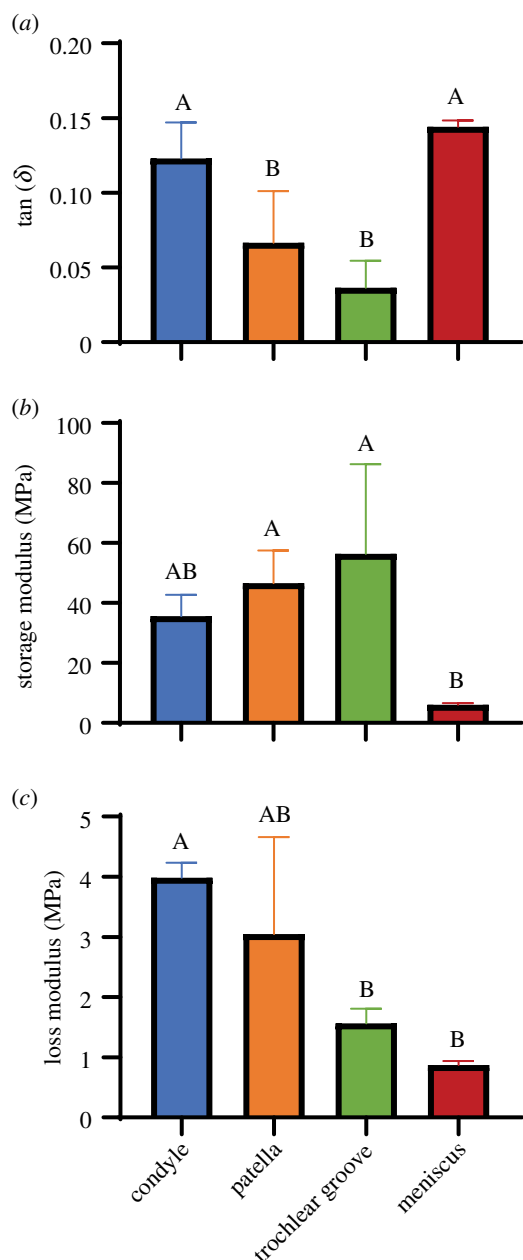 (a)
0.20
0.15
0.10
0.05
0
tan (δ)
A
B
B
A
(b)
100
80
60
40
20
0
storage modulus (MPa)
AB
A
A
B
(c)
5
4
3
2
1
0
loss modulus (MPa)
A
AB
B
B
condyle
patella
trochlear groove
meniscus